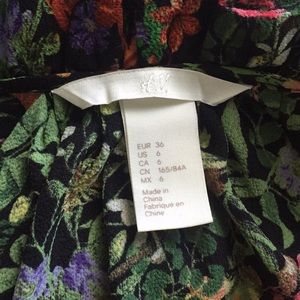 EUR 36
US 6
CA 6
CN 165/84A
MX 6
Made in
China
Fabriqué en
Chine